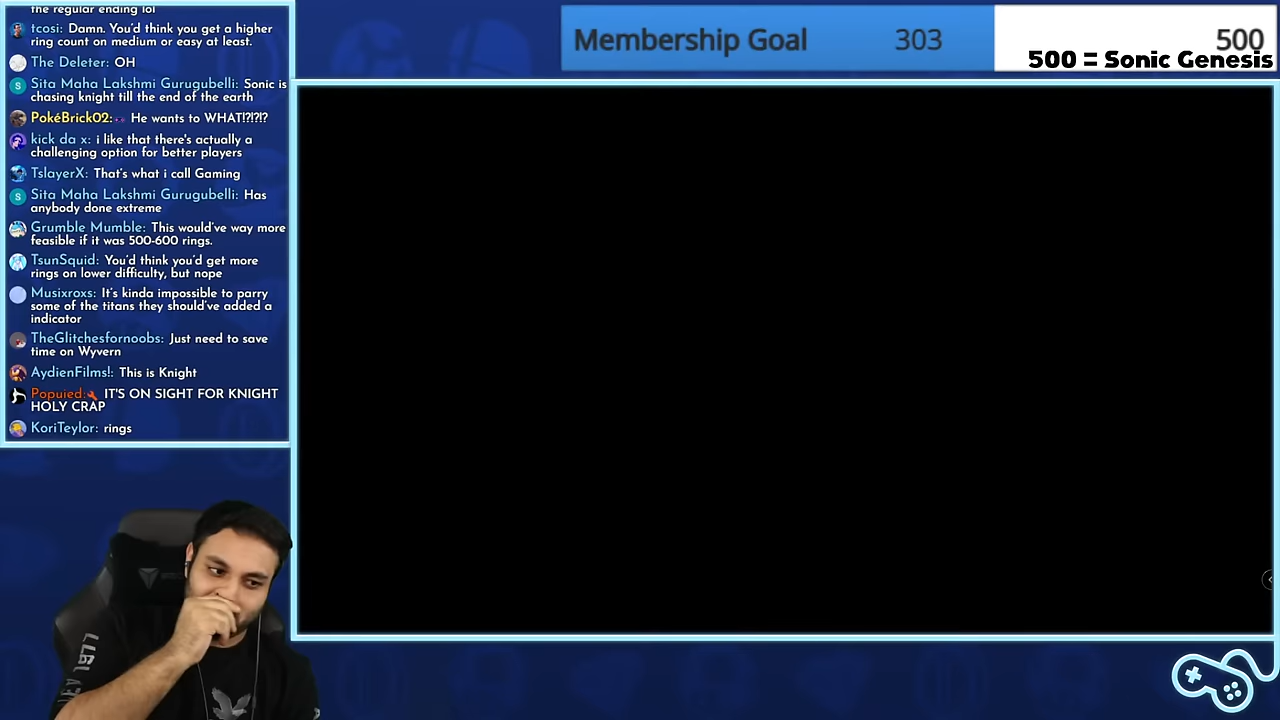 the regular ending lol
tcosi: Damn. You'd think you get a higher
ring count on medium or easy at least.
The Deleter: OH
S Sita Maha Lakshmi Gurugubelli: Sonic is
chasing knight till the end of the earth
PokéBrick02: He wants to WHAT!?!?!?
kick da x: i like that there's actually a
challenging option for better players
TslayerX: That's what i call Gaming
S Sita Maha Lakshmi Gurugubelli: Has
anybody done extreme
Grumble Mumble: This would've way more
feasible if it was 500-600 rings.
TsunSquid: You'd think you'd get more
rings on lower difficulty, but nope
Musixroxs: It's kinda impossible to parry
some of the titans they should've added a
indicator
TheGlitchesfornoobs: Just need to save
time on Wyvern
AydienFilms!: This is Knight
Popuied: IT'S ON SIGHT FOR KNIGHT
HOLY CRAP
KoriTeylor: rings
Membership Goal 303 500
500 = Sonic Genesis